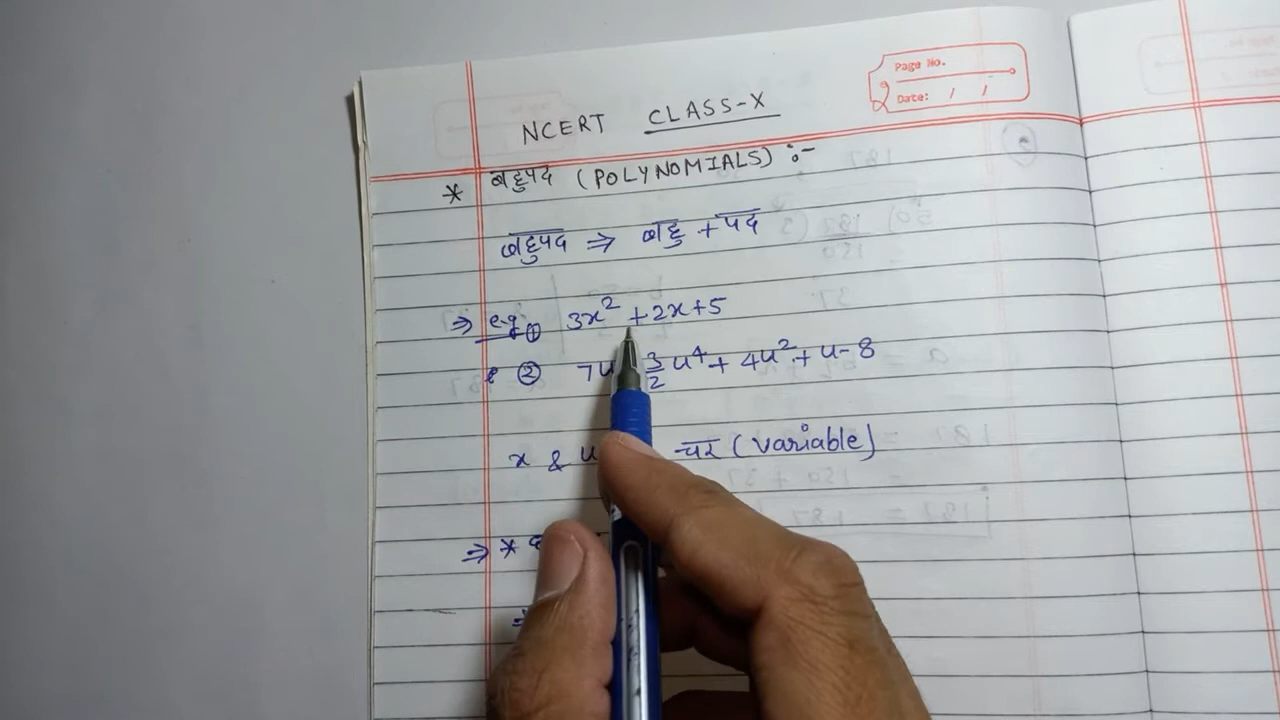 Page No.
Date: / /
NCERT CLASS-X
* बहुपद (POLYNOMIALS) :-
बहुपद ⇒ बहु + पद
⇒ e.g ① 3x² + 2x + 5
② 7u 3/2 u⁴ + 4u² + u - 8
x & u चर (variable)
⇒ *